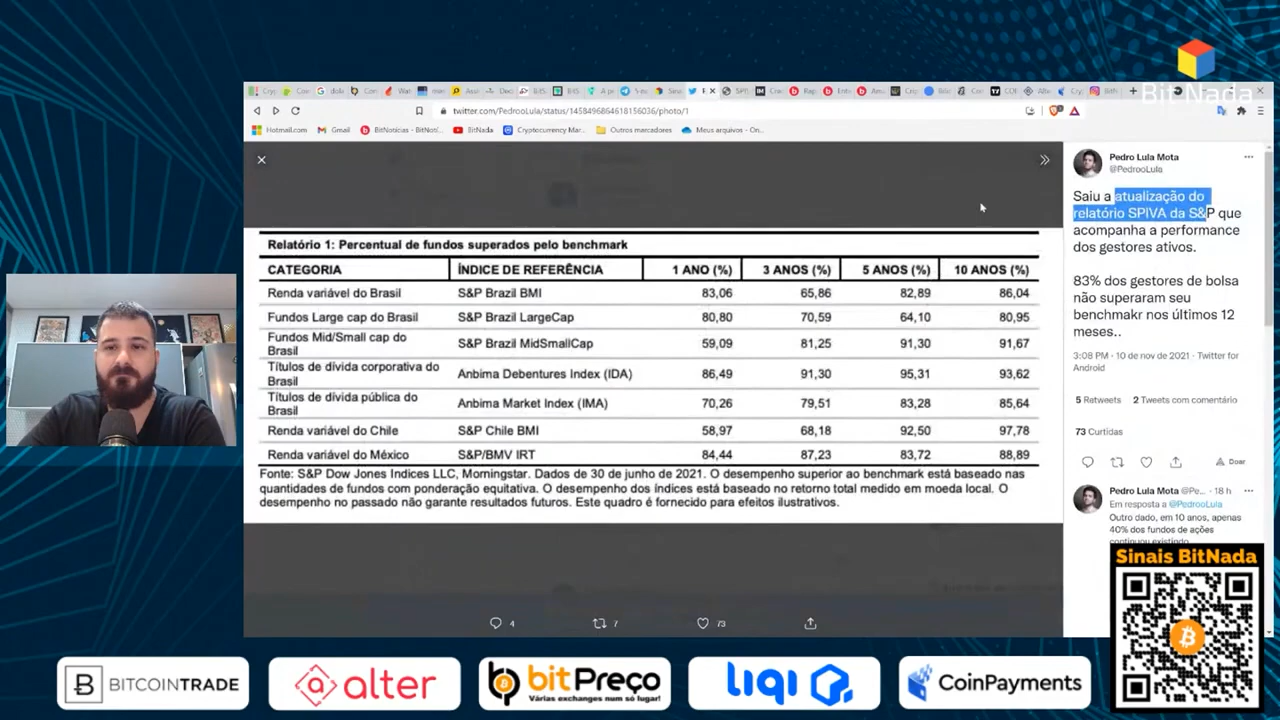 Bit Nada
twitter.com/PedrooLula/status/1458496864618156036/photo/1
Hotmail.com Gmail BitNotícias - BitNotí... BitNada Cryptocurrency Mar... Outros marcadores Meus arquivos - On...
Relatório 1: Percentual de fundos superados pelo benchmark
CATEGORIA ÍNDICE DE REFERÊNCIA 1 ANO (%) 3 ANOS (%) 5 ANOS (%) 10 ANOS (%)
Renda variável do Brasil S&P Brazil BMI 83,06 65,86 82,89 86,04
Fundos Large cap do Brasil S&P Brazil LargeCap 80,80 70,59 64,10 80,95
Fundos Mid/Small cap do
Brasil S&P Brazil MidSmallCap 59,09 81,25 91,30 91,67
Títulos de dívida corporativa do
Brasil Anbima Debentures Index (IDA) 86,49 91,30 95,31 93,62
Títulos de dívida pública do
Brasil Anbima Market Index (IMA) 70,26 79,51 83,28 85,64
Renda variável do Chile S&P Chile BMI 58,97 68,18 92,50 97,78
Renda variável do México S&P/BMV IRT 84,44 87,23 83,72 88,89
Fonte: S&P Dow Jones Indices LLC, Morningstar. Dados de 30 de junho de 2021. O desempenho superior ao benchmark está baseado nas
quantidades de fundos com ponderação equitativa. O desempenho dos índices está baseado no retorno total medido em moeda local. O
desempenho no passado não garante resultados futuros. Este quadro é fornecido para efeitos ilustrativos.
4 7 73
Pedro Lula Mota
@PedrooLula
Saiu a atualização do
relatório SPIVA da S&P que
acompanha a performance
dos gestores ativos.
83% dos gestores de bolsa
não superaram seu
benchmakr nos últimos 12
meses..
3:08 PM · 10 de nov de 2021 · Twitter for
Android
5 Retweets 2 Tweets com comentário
73 Curtidas
Doar
Pedro Lula Mota @Pe... · 18 h
Em resposta a @PedrooLula
Outro dado, em 10 anos, apenas
40% dos fundos de ações
continuou existindo
Sinais BitNada
BITCOINTRADE
alter
bitPreço
Várias exchanges num só lugar!
liqi
CoinPayments